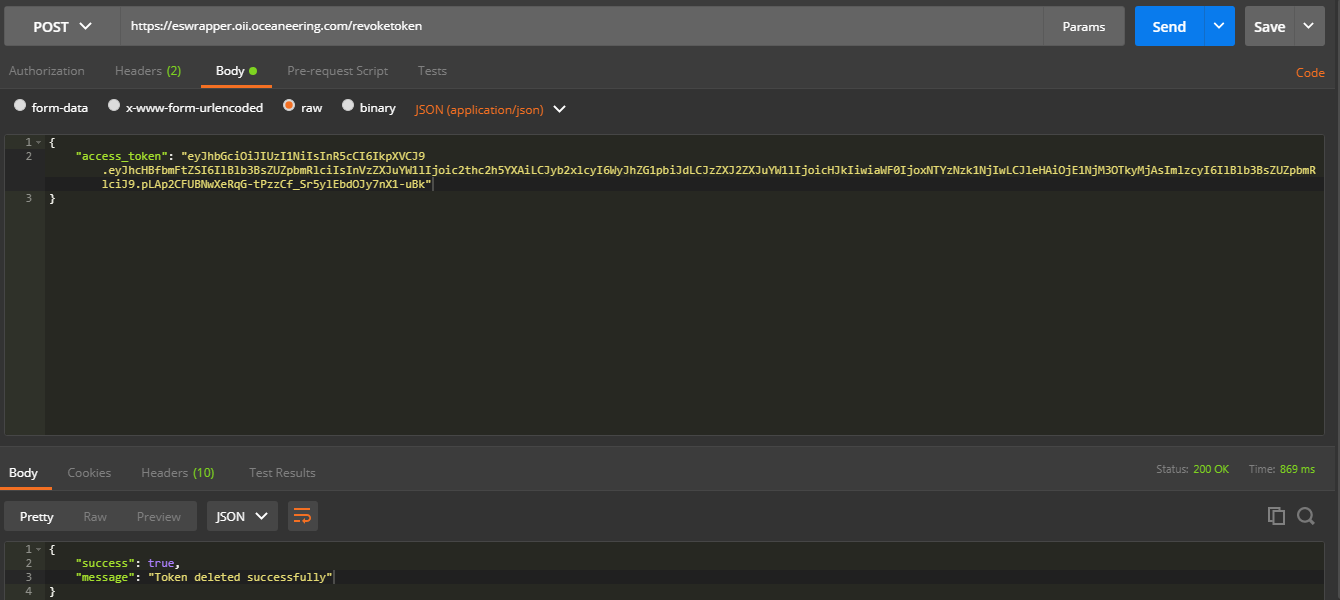 POST https://eswrapper.oii.oceaneering.com/revoketoken Params Send Save
Authorization Headers (2) Body Pre-request Script Tests Code
form-data x-www-form-urlencoded raw binary JSON (application/json)
1 {
2 "access_token": "eyJhbGciOiJIUzI1NiIsInR5cCI6IkpXVCJ9
.eyJhcHBfbmFtZSI6IlBlb3BsZUZpbmRlciIsInVzZXJuYW1lIjoic2thc2h5YXAiLCJyb2xlcyI6WyJhZG1pbiJdLCJzZXJ2ZXJuYW1lIjoicHJkIiwiaWF0IjoxNTYzNzk1NjIwLCJleHAiOjE1NjM3OTkyMjAsImlzcyI6IlBlb3BsZUZpbmR
lciJ9.pLAp2CFUBNwXeRqG-tPzzCf_Sr5ylEbdOJy7nX1-uBk"
3 }
Body Cookies Headers (10) Test Results Status: 200 OK Time: 869 ms
Pretty Raw Preview JSON
1 {
2 "success": true,
3 "message": "Token deleted successfully"
4 }